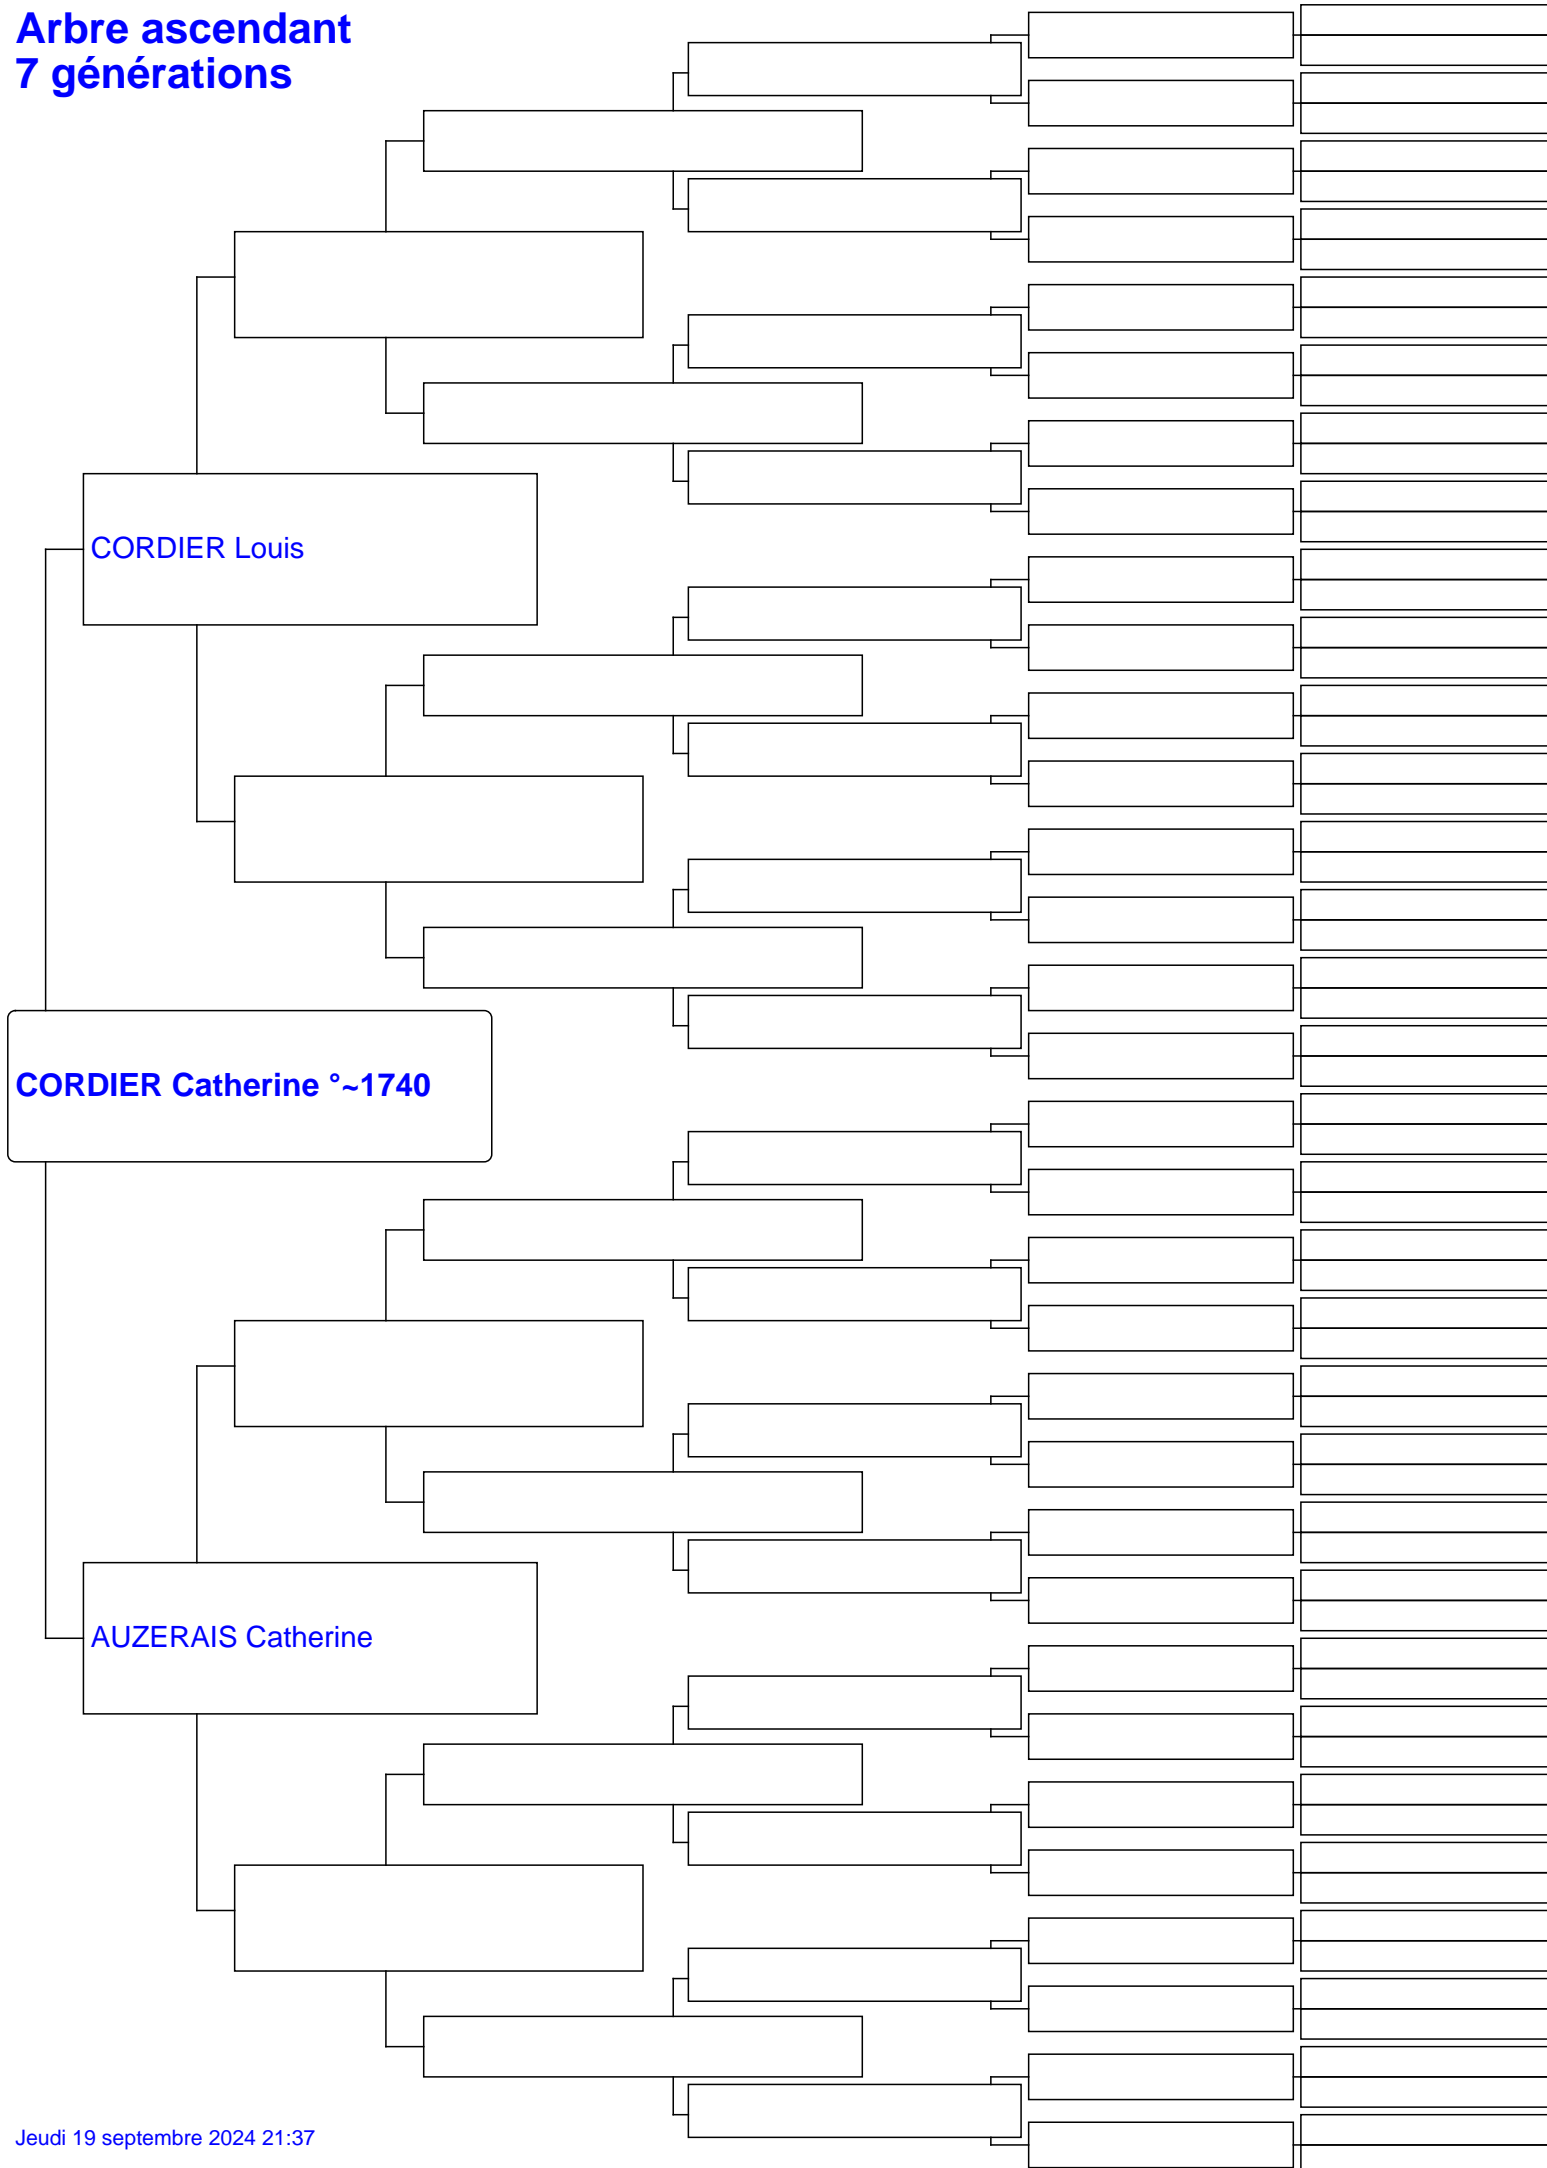 Arbre ascendant
7 générations
CORDIER Louis
CORDIER Catherine °~1740
AUZERAIS Catherine
Jeudi 19 septembre 2024 21:37